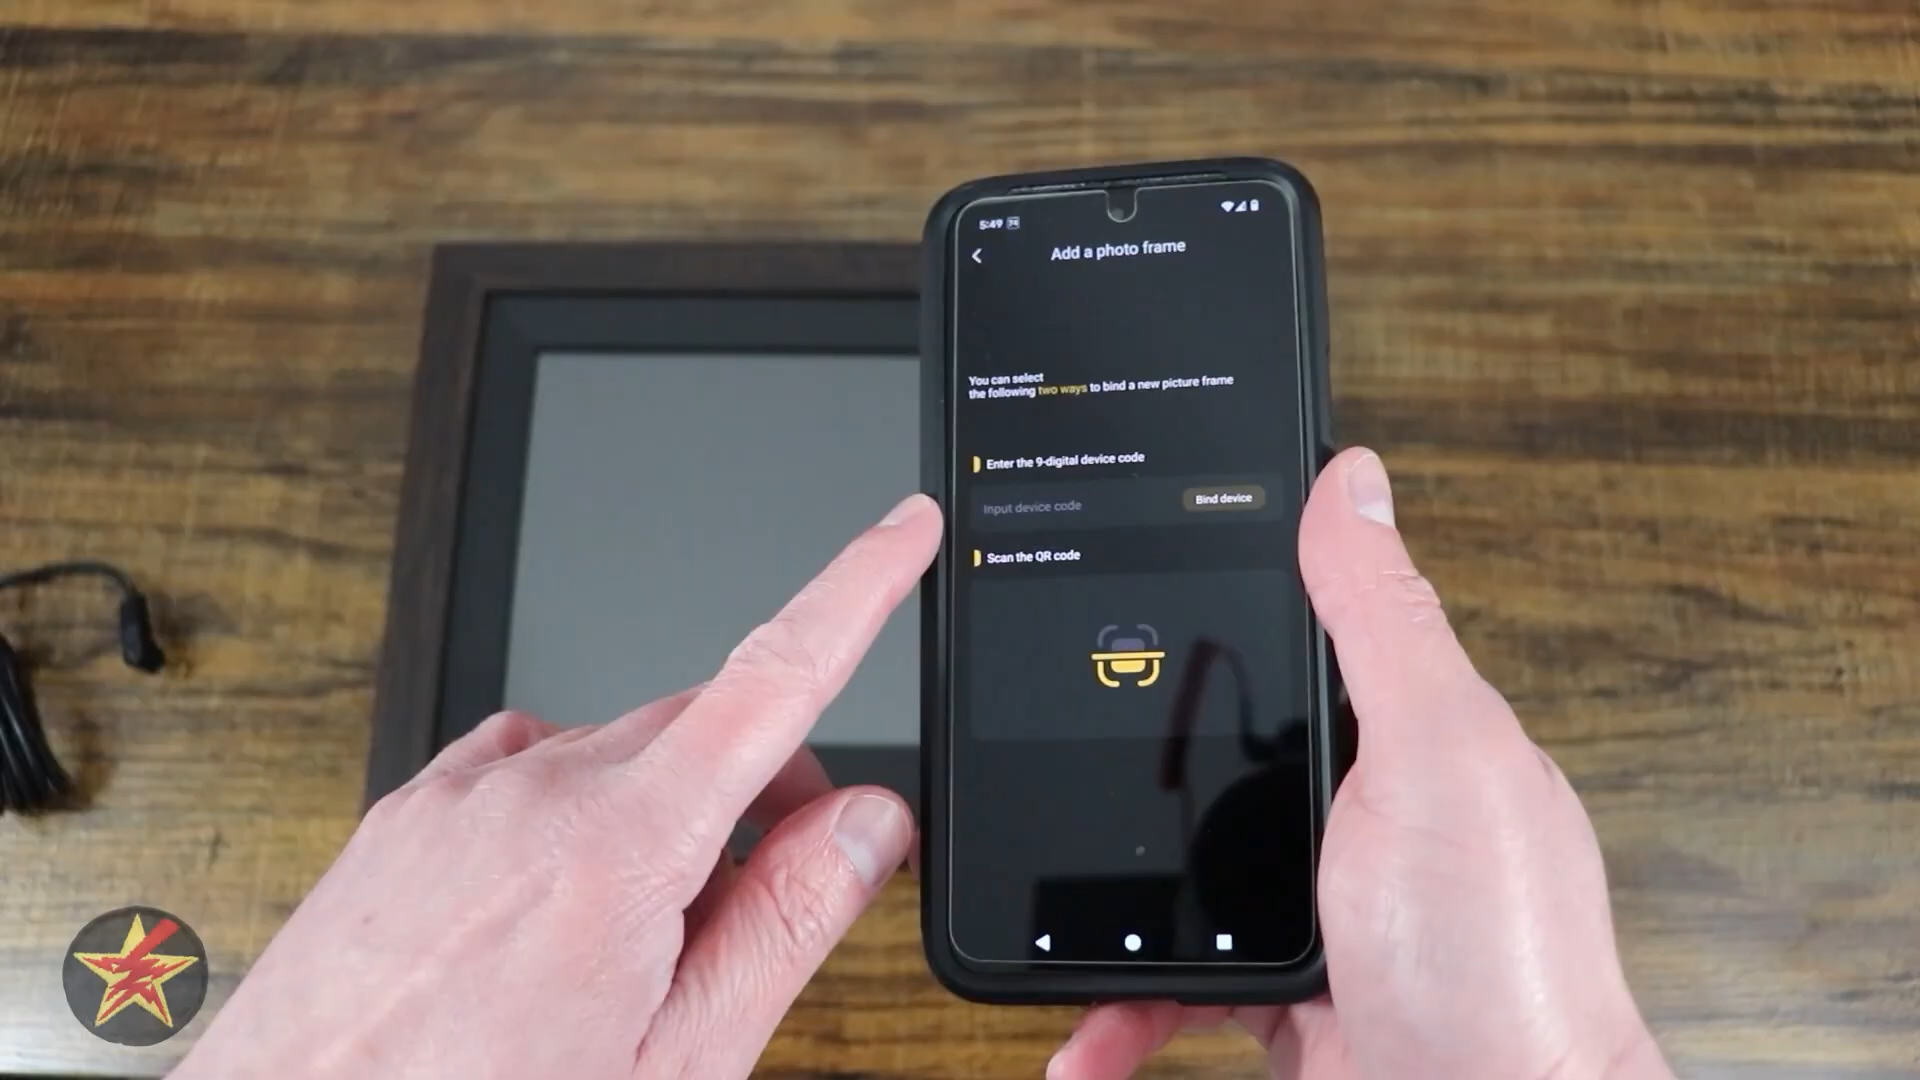 5:49
Add a photo frame
You can select
the following two ways to bind a new picture frame
Enter the 9-digital device code
Input device code
Bind device
Scan the QR code